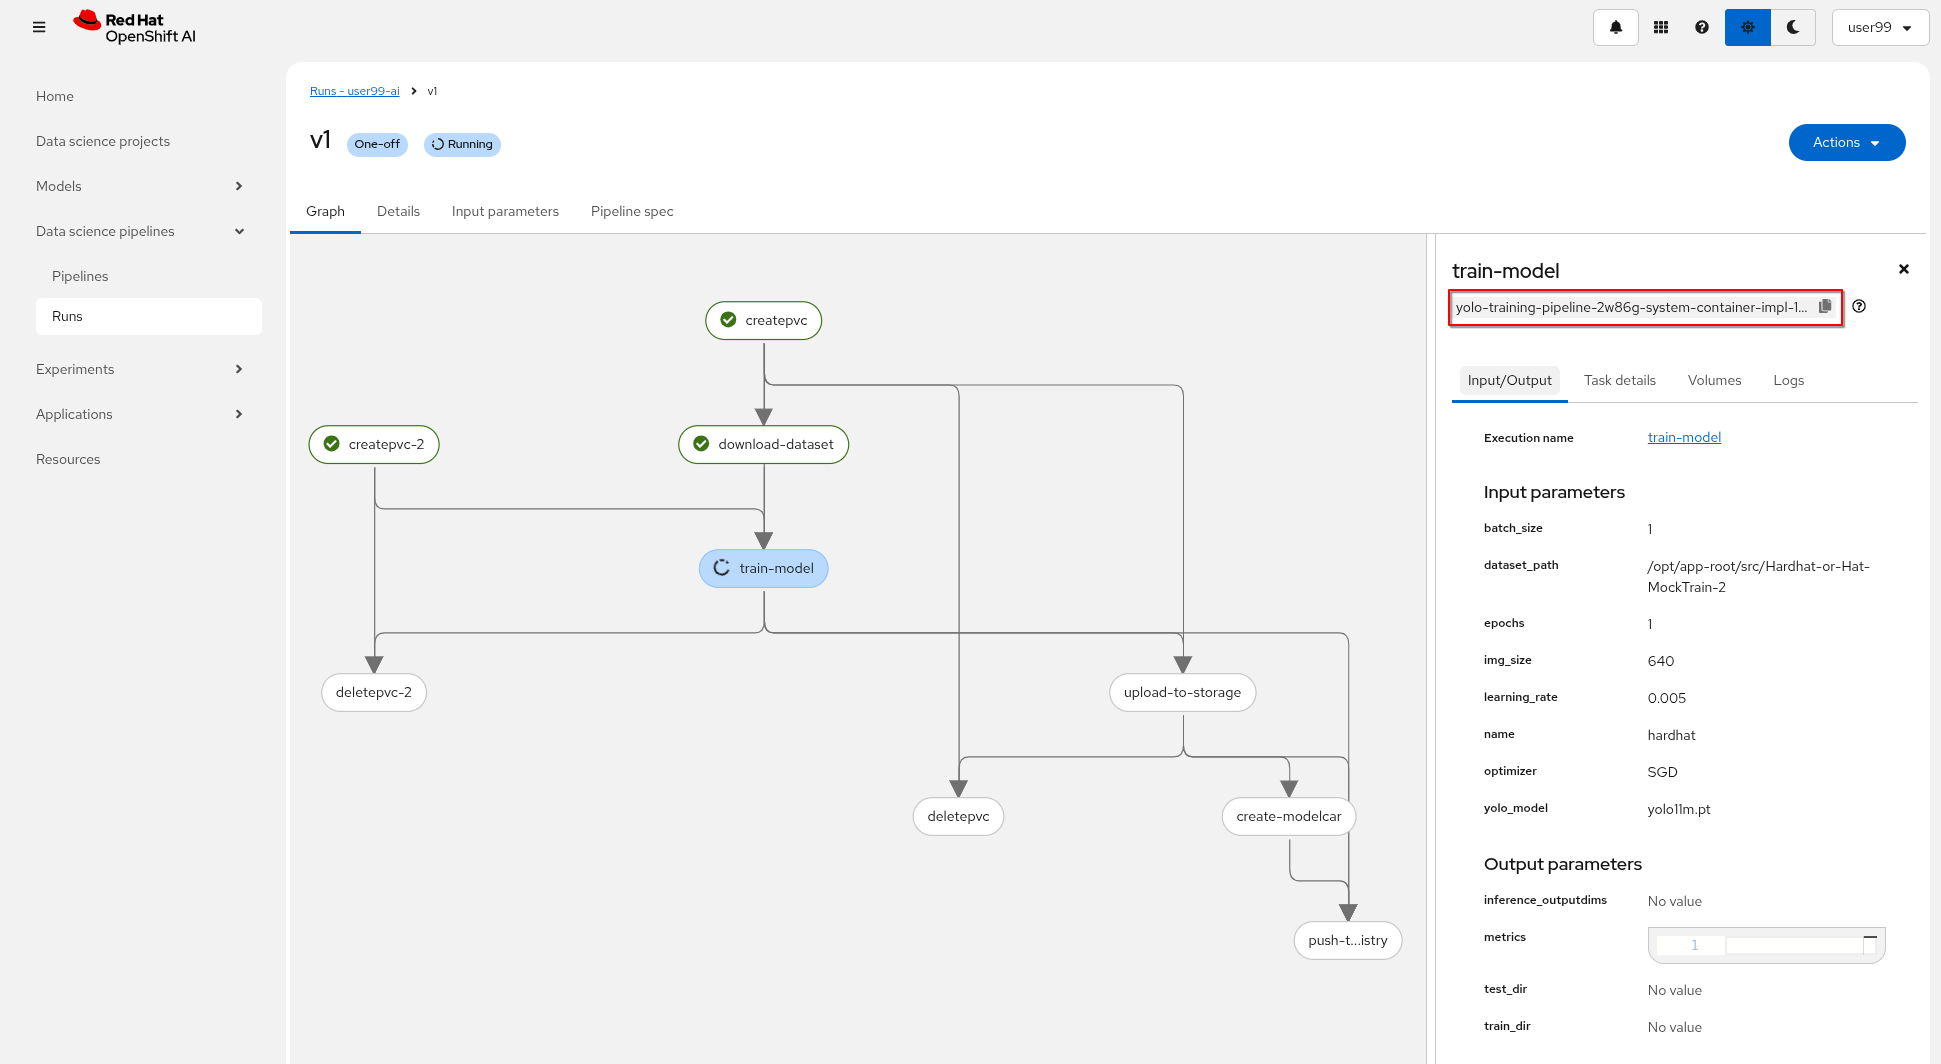 Red Hat
OpenShift AI
user99
Home
Data science projects
Models
Data science pipelines
Pipelines
Runs
Experiments
Applications
Resources
Runs - user99-ai
v1
v1
One-off
Running
Actions
Graph
Details
Input parameters
Pipeline spec
createpvc
createpvc-2
download-dataset
train-model
deletepvc-2
upload-to-storage
deletepvc
create-modelcar
push-t...istry
train-model
yolo-training-pipeline-2w86g-system-container-impl-1...
Input/Output
Task details
Volumes
Logs
Execution name
train-model
Input parameters
batch_size
1
dataset_path
/opt/app-root/src/Hardhat-or-Hat-
MockTrain-2
epochs
1
img_size
640
learning_rate
0.005
name
hardhat
optimizer
SGD
yolo_model
yolo11m.pt
Output parameters
inference_outputdims
No value
metrics
1
test_dir
No value
train_dir
No value